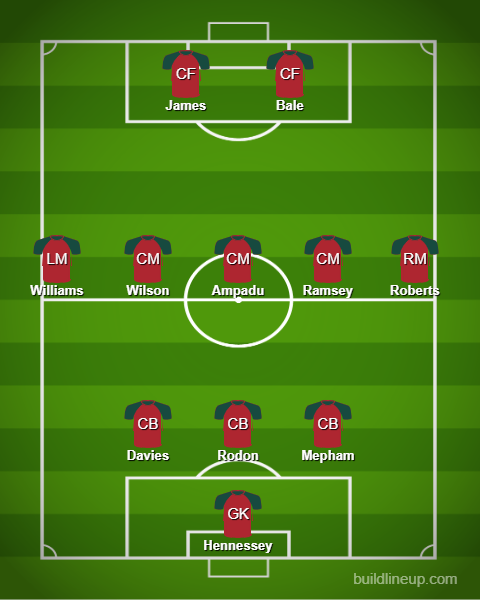 CF CF
James Bale
LM CM CM CM RM
Williams Wilson Ampadu Ramsey Roberts
CB CB CB
Davies Rodon Mepham
GK
Hennessey
buildlineup.com